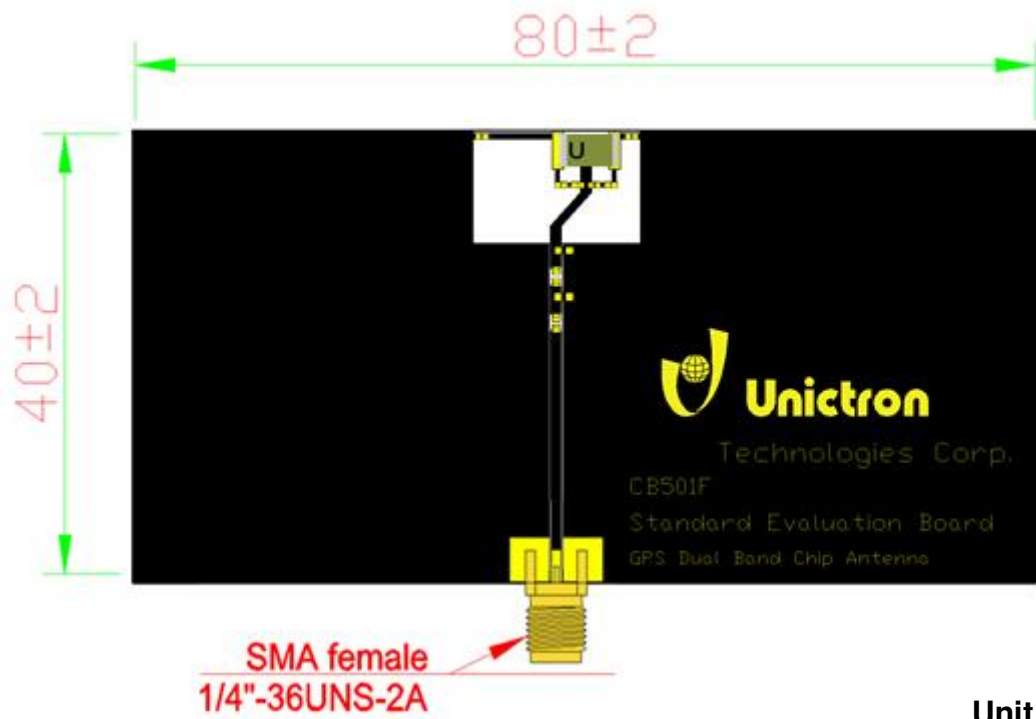 80±2
40±2
U
Unictron
Technologies Corp.
CB501F
Standard Evaluation Board
GPS Dual Band Chip Antenna
SMA female
1/4"-36UNS-2A
Unit